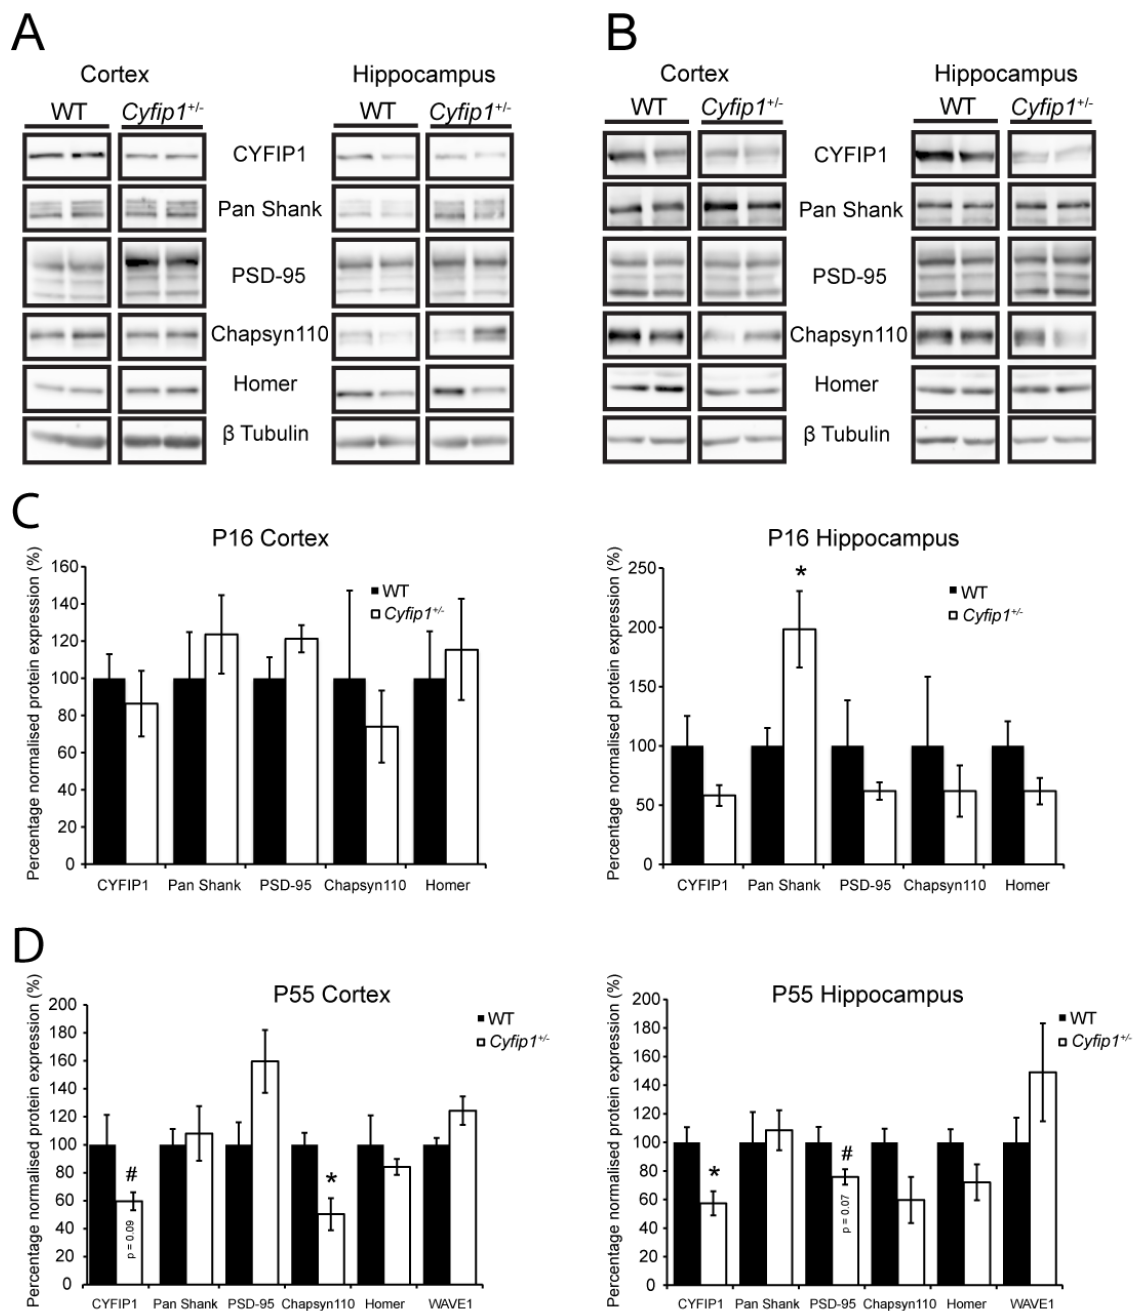 A
B
Cortex
Hippocampus
WT
Cyfip1+/-
WT
Cyfip1+/-
CYFIP1
Pan Shank
PSD-95
Chapsyn110
Homer
β Tubulin
Cortex
Hippocampus
WT
Cyfip1+/-
WT
Cyfip1+/-
CYFIP1
Pan Shank
PSD-95
Chapsyn110
Homer
β Tubulin
C
P16 Cortex
Percentage normalised protein expression (%)
160
140
120
100
80
60
40
20
0
WT
Cyfip1+/-
CYFIP1 Pan Shank PSD-95 Chapsyn110 Homer
P16 Hippocampus
Percentage normalised protein expression (%)
250
200
150
100
50
0
*
WT
Cyfip1+/-
CYFIP1 Pan Shank PSD-95 Chapsyn110 Homer
D
P55 Cortex
Percentage normalised protein expression (%)
200
180
160
140
120
100
80
60
40
20
0
WT
Cyfip1+/-
#
p = 0.09
*
CYFIP1 Pan Shank PSD-95 Chapsyn110 Homer WAVE1
P55 Hippocampus
Percentage normalised protein expression (%)
200
180
160
140
120
100
80
60
40
20
0
WT
Cyfip1+/-
*
#
p = 0.07
CYFIP1 Pan Shank PSD-95 Chapsyn110 Homer WAVE1